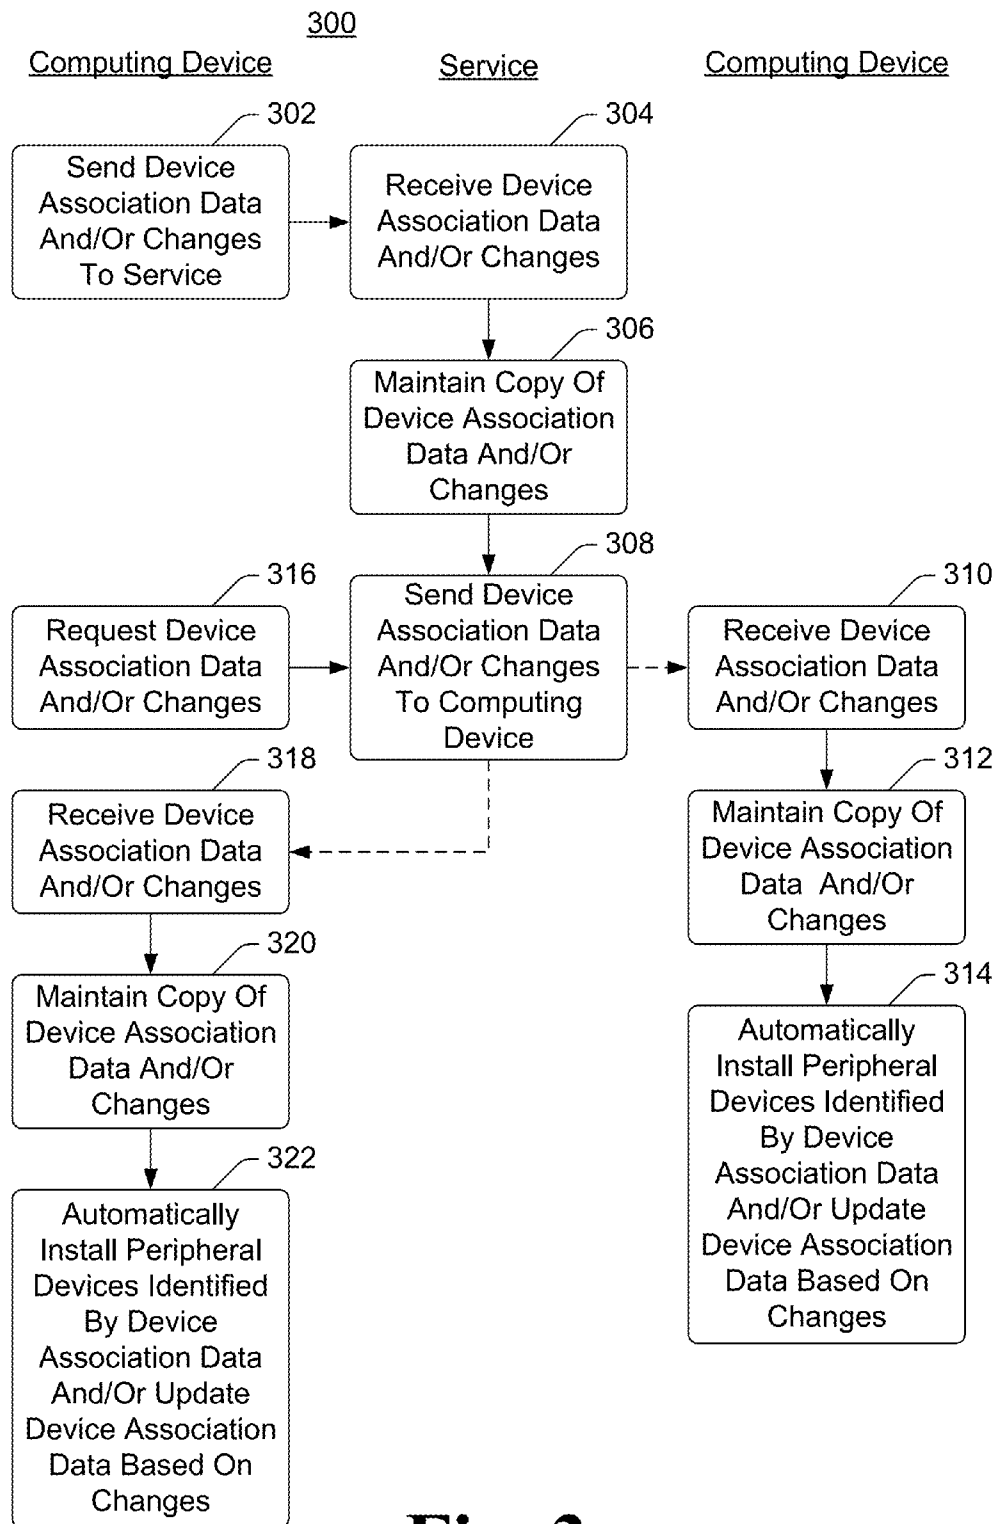 300
Computing Device
Service
Computing Device
302
Send Device
Association Data
And/Or Changes
To Service
304
Receive Device
Association Data
And/Or Changes
306
Maintain Copy Of
Device Association
Data And/Or
Changes
316
Request Device
Association Data
And/Or Changes
308
Send Device
Association Data
And/Or Changes
To Computing
Device
310
Receive Device
Association Data
And/Or Changes
318
Receive Device
Association Data
And/Or Changes
312
Maintain Copy Of
Device Association
Data And/Or
Changes
320
Maintain Copy Of
Device Association
Data And/Or
Changes
314
Automatically
Install Peripheral
Devices Identified
By Device
Association Data
And/Or Update
Device Association
Data Based On
Changes
322
Automatically
Install Peripheral
Devices Identified
By Device
Association Data
And/Or Update
Device Association
Data Based On
Changes